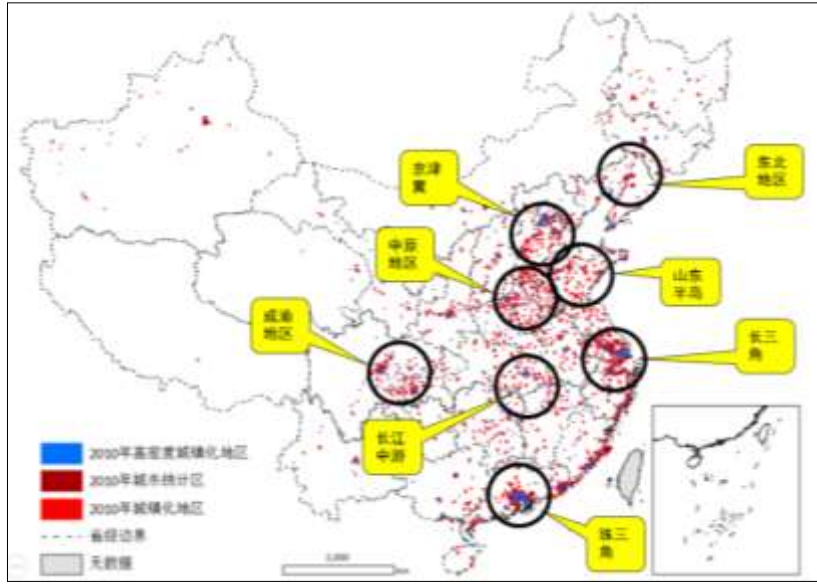 京津
冀
东北
地区
中原
地区
山东
半岛
成渝
地区
长三
角
长江
中游
珠三
角
2010年高密度城镇化地区
2010年城市统计区
2010年城镇化地区
省级边界
无数据